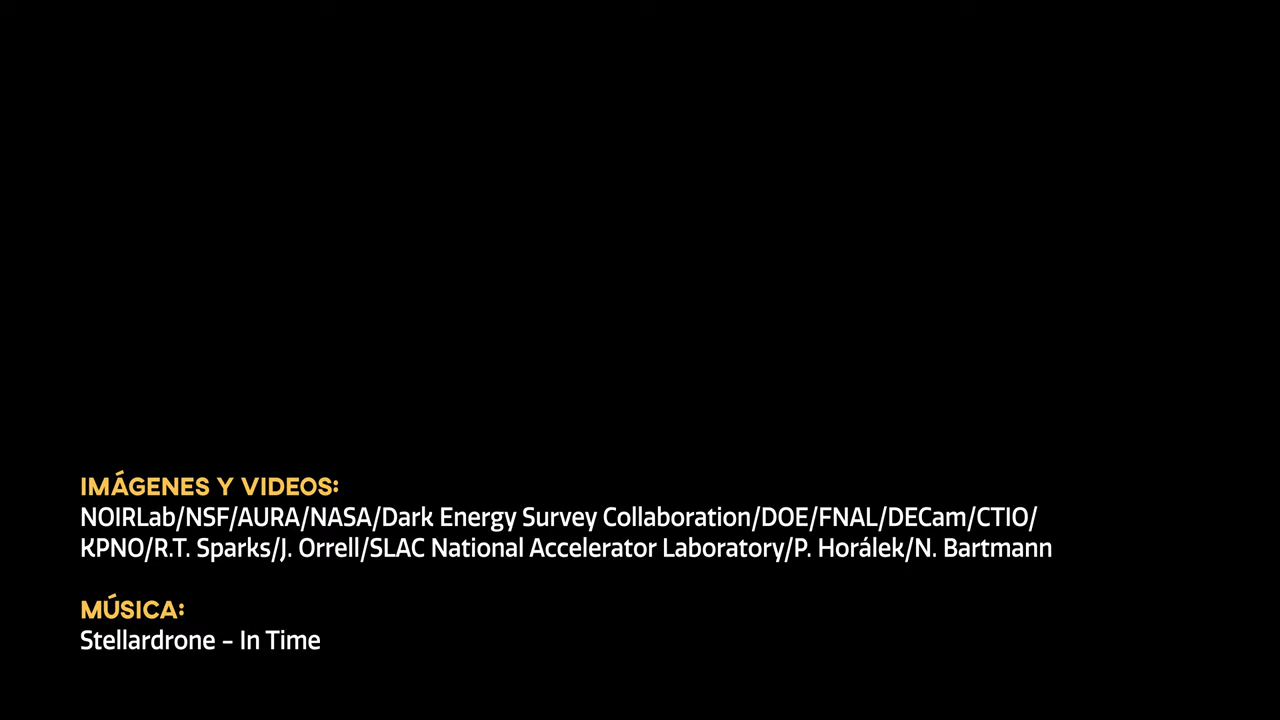 IMÁGENES Y VIDEOS:
NOIRLab/NSF/AURA/NASA/Dark Energy Survey Collaboration/DOE/FNAL/DECam/CTIO/
KPNO/R.T. Sparks/J. Orrell/SLAC National Accelerator Laboratory/P. Horálek/N. Bartmann
MÚSICA:
Stellardrone – In Time